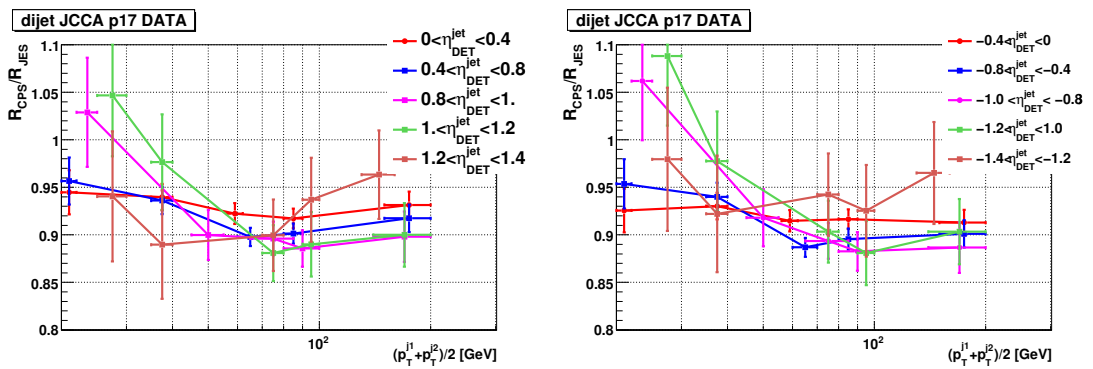 dijet JCCA p17 DATA
R_CPS/R_JES
1.1
1.05
1
0.95
0.9
0.85
0.8
10^2
(p_T^j1+p_T^j2)/2 [GeV]
0<η_DET^jet<0.4
0.4<η_DET^jet<0.8
0.8<η_DET^jet<1.
1.<η_DET^jet<1.2
1.2<η_DET^jet<1.4
dijet JCCA p17 DATA
R_CPS/R_JES
1.1
1.05
1
0.95
0.9
0.85
0.8
10^2
(p_T^j1+p_T^j2)/2 [GeV]
−0.4<η_DET^jet<0
−0.8<η_DET^jet<−0.4
−1.0 <η_DET^jet< −0.8
−1.2<η_DET^jet<1.0
−1.4<η_DET^jet<−1.2